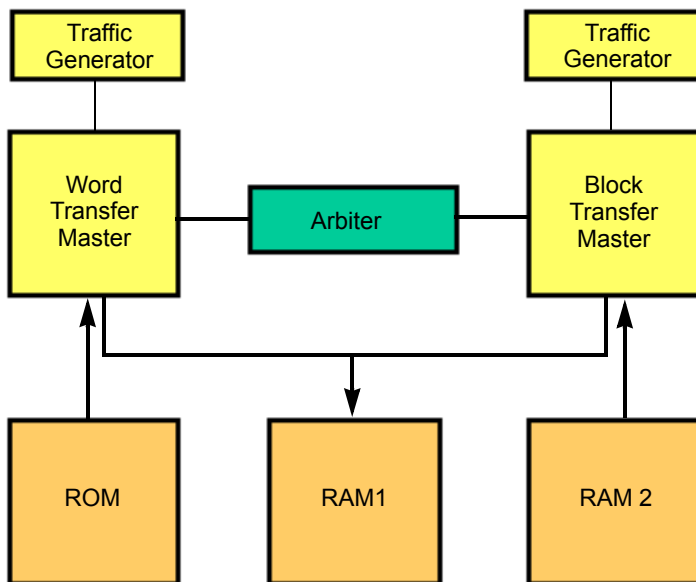 Traffic
Generator
Traffic
Generator
Word
Transfer
Master
Arbiter
Block
Transfer
Master
ROM
RAM1
RAM 2